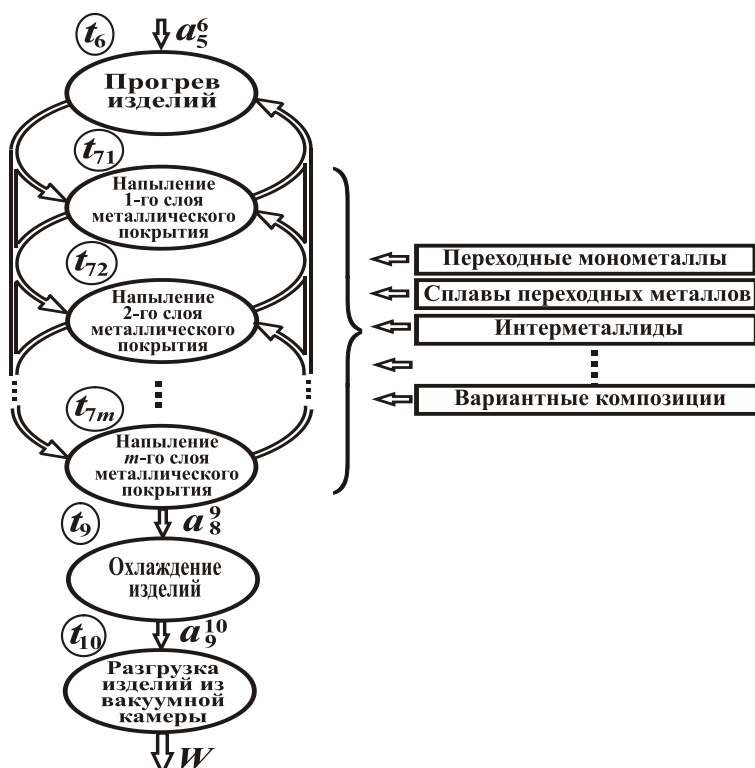 t₆
a₅⁶
Прогрев
изделий
t₇₁
Напыление
1-го слоя
металлического
покрытия
t₇₂
Напыление
2-го слоя
металлического
покрытия
t₇ₘ
Напыление
m-го слоя
металлического
покрытия
Переходные монометаллы
Сплавы переходных металлов
Интерметаллиды
Вариантные композиции
t₉
a₈⁹
Охлаждение
изделий
t₁₀
a₉¹⁰
Разгрузка
изделий из
вакуумной
камеры
W